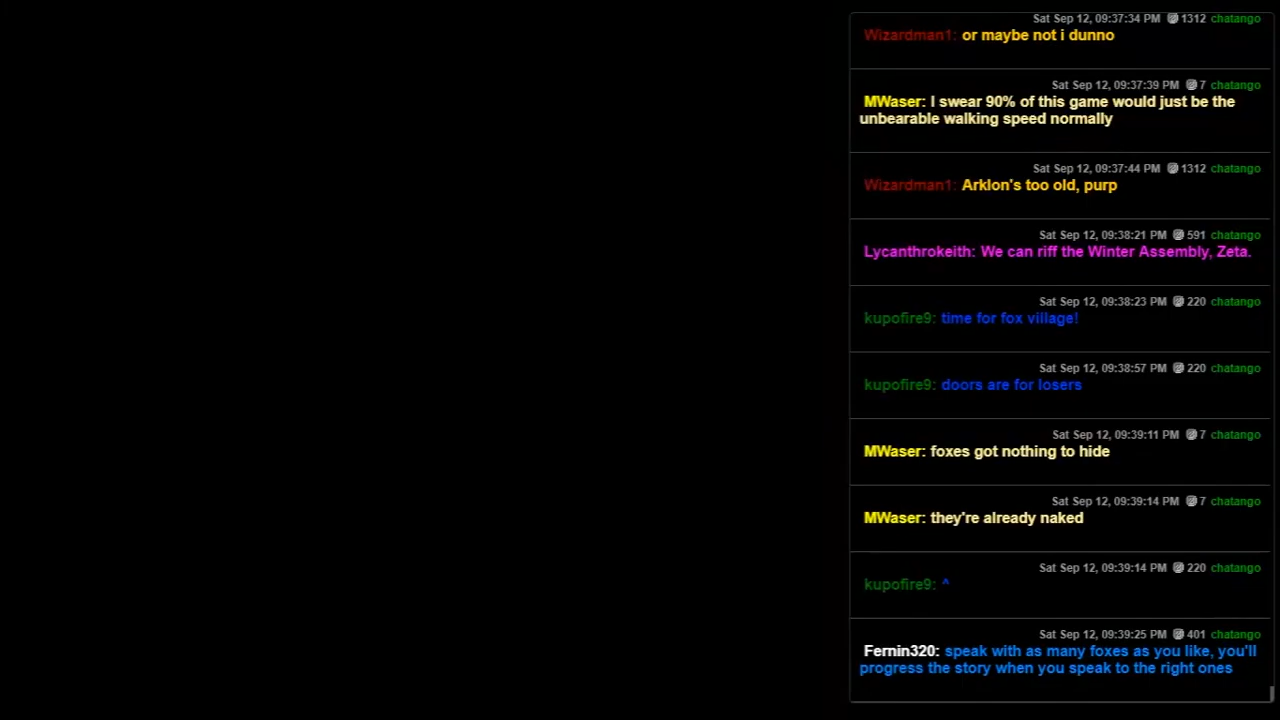 Sat Sep 12, 09:37:34 PM 1312 chatango
Wizardman1: or maybe not i dunno
Sat Sep 12, 09:37:39 PM 7 chatango
MWaser: I swear 90% of this game would just be the
unbearable walking speed normally
Sat Sep 12, 09:37:44 PM 1312 chatango
Wizardman1: Arklon's too old, purp
Sat Sep 12, 09:38:21 PM 591 chatango
Lycanthrokeith: We can riff the Winter Assembly, Zeta.
Sat Sep 12, 09:38:23 PM 220 chatango
kupofire9: time for fox village!
Sat Sep 12, 09:38:57 PM 220 chatango
kupofire9: doors are for losers
Sat Sep 12, 09:39:11 PM 7 chatango
MWaser: foxes got nothing to hide
Sat Sep 12, 09:39:14 PM 7 chatango
MWaser: they're already naked
Sat Sep 12, 09:39:14 PM 220 chatango
kupofire9: ^
Sat Sep 12, 09:39:25 PM 401 chatango
Fernin320: speak with as many foxes as you like, you'll
progress the story when you speak to the right ones